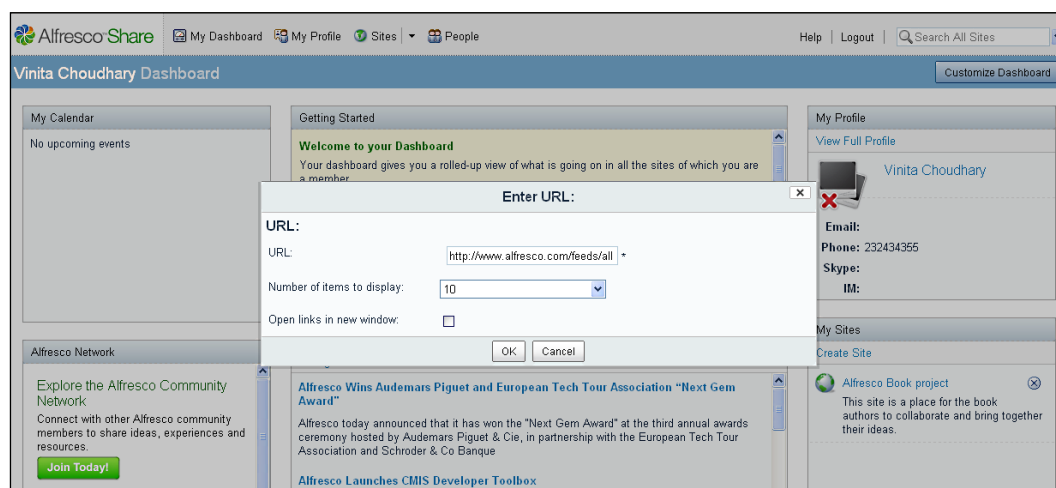 Alfresco Share My Dashboard My Profile Sites People Help Logout Search All Sites
Vinita Choudhary Dashboard Customize Dashboard
My Calendar
No upcoming events
Getting Started
Welcome to your Dashboard
Your dashboard gives you a rolled-up view of what is going on in all the sites of which you are
a member
My Profile
View Full Profile
Vinita Choudhary
Email:
Phone: 232434355
Skype:
IM:
Enter URL:
URL:
URL: http://www.alfresco.com/feeds/all *
Number of items to display: 10
Open links in new window:
OK Cancel
Alfresco Network
Explore the Alfresco Community
Network
Connect with other Alfresco community
members to share ideas, experiences and
resources.
Join Today!
Alfresco Wins Audemars Piguet and European Tech Tour Association “Next Gem
Award"
Alfresco today announced that it has won the "Next Gem Award" at the third annual awards
ceremony hosted by Audemars Piguet & Cie, in partnership with the European Tech Tour
Association and Schroder & Co Banque
Alfresco Launches CMIS Developer Toolbox
My Sites
Create Site
Alfresco Book project
This site is a place for the book
authors to collaborate and bring together
their ideas.